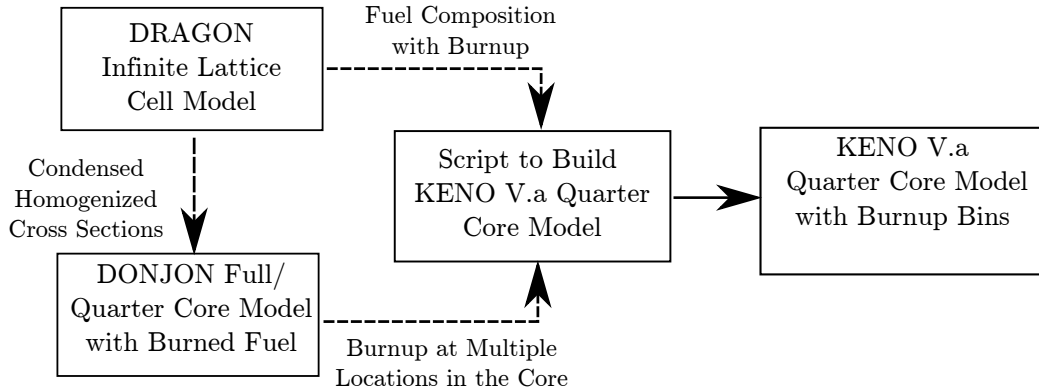 DRAGON
Infinite Lattice
Cell Model
Fuel Composition
with Burnup
Condensed
Homogenized
Cross Sections
Script to Build
KENO V.a Quarter
Core Model
KENO V.a
Quarter Core Model
with Burnup Bins
DONJON Full/
Quarter Core Model
with Burned Fuel
Burnup at Multiple
Locations in the Core